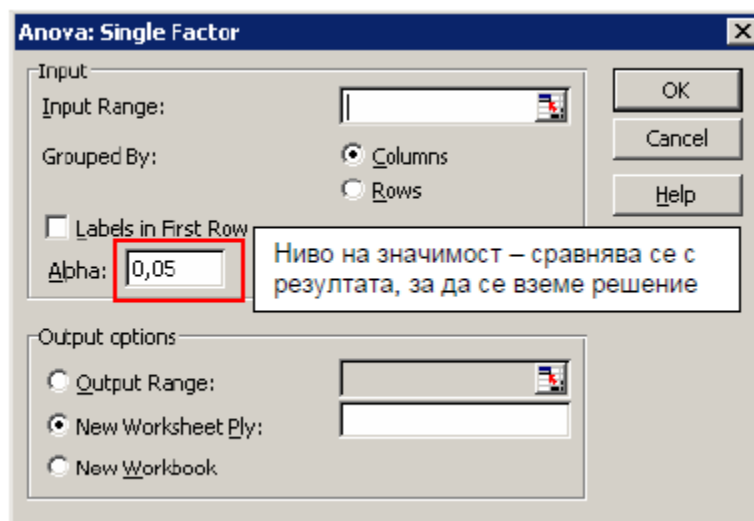 Anova: Single Factor
Input
Input Range:
OK
Cancel
Help
Grouped By:
Columns
Rows
Labels in First Row
Alpha:
0,05
Ниво на значимост – сравнява се с
резултата, за да се вземе решение
Output options
Output Range:
New Worksheet Ply:
New Workbook